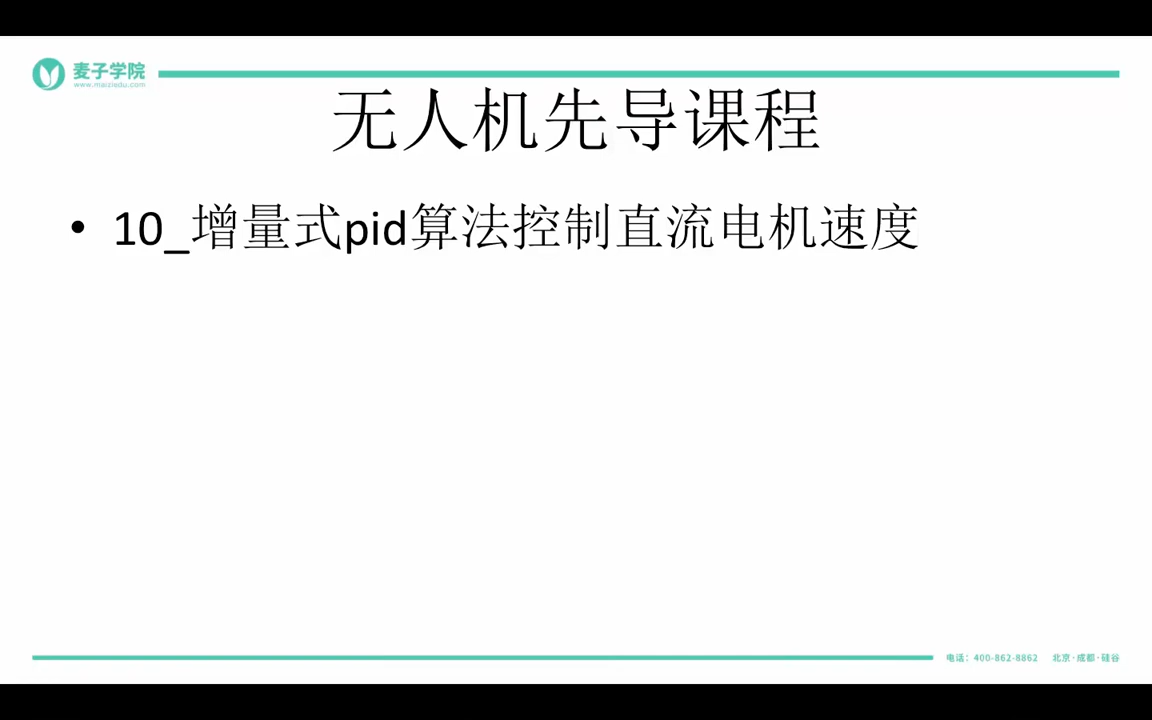 麦子学院
www.maiziedu.com
无人机先导课程
• 10_增量式pid算法控制直流电机速度
电话：400-862-8862 北京·成都·硅谷